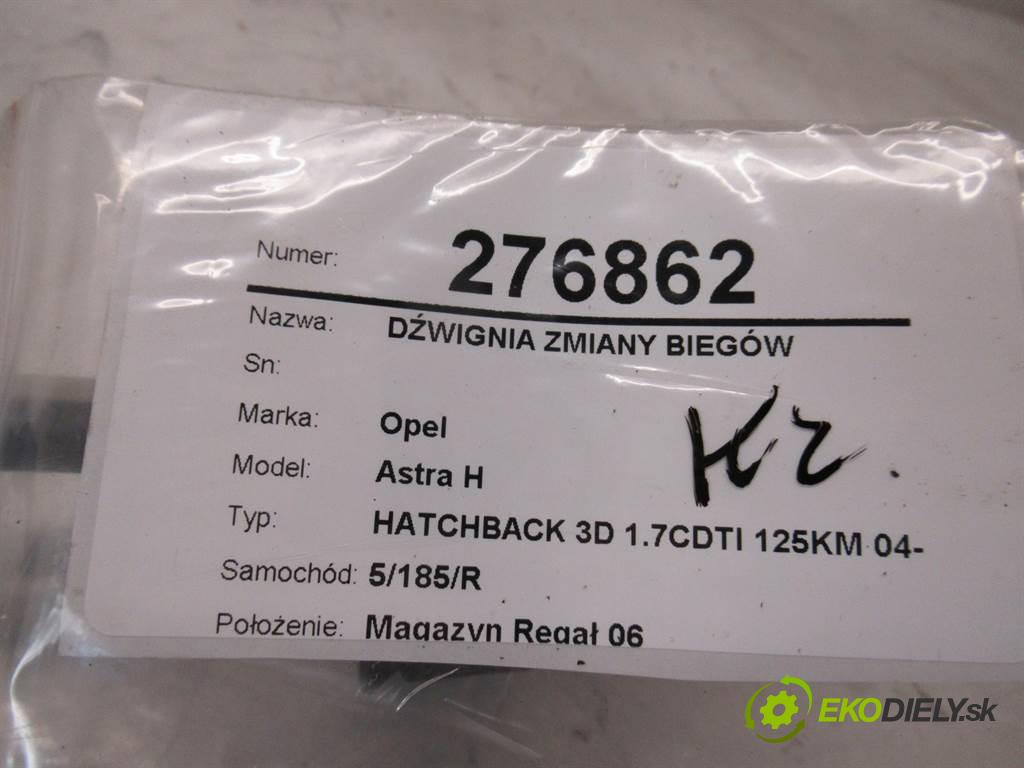 Numer: 276862
Nazwa: DŹWIGNIA ZMIANY BIEGÓW
Sn:
Marka: Opel
Model: Astra H
Typ: HATCHBACK 3D 1.7CDTI 125KM 04-
Samochód: 5/185/R
Położenie: Magazyn Regał 06
EKODIELY.sk